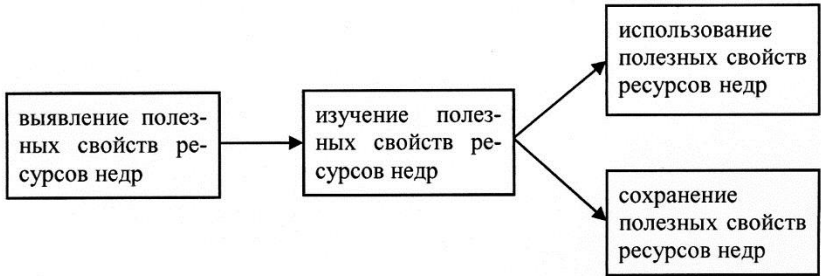 выявление полез-
ных свойств ре-
сурсов недр
изучение полез-
ных свойств ре-
сурсов недр
использование
полезных свойств
ресурсов недр
сохранение
полезных свойств
ресурсов недр